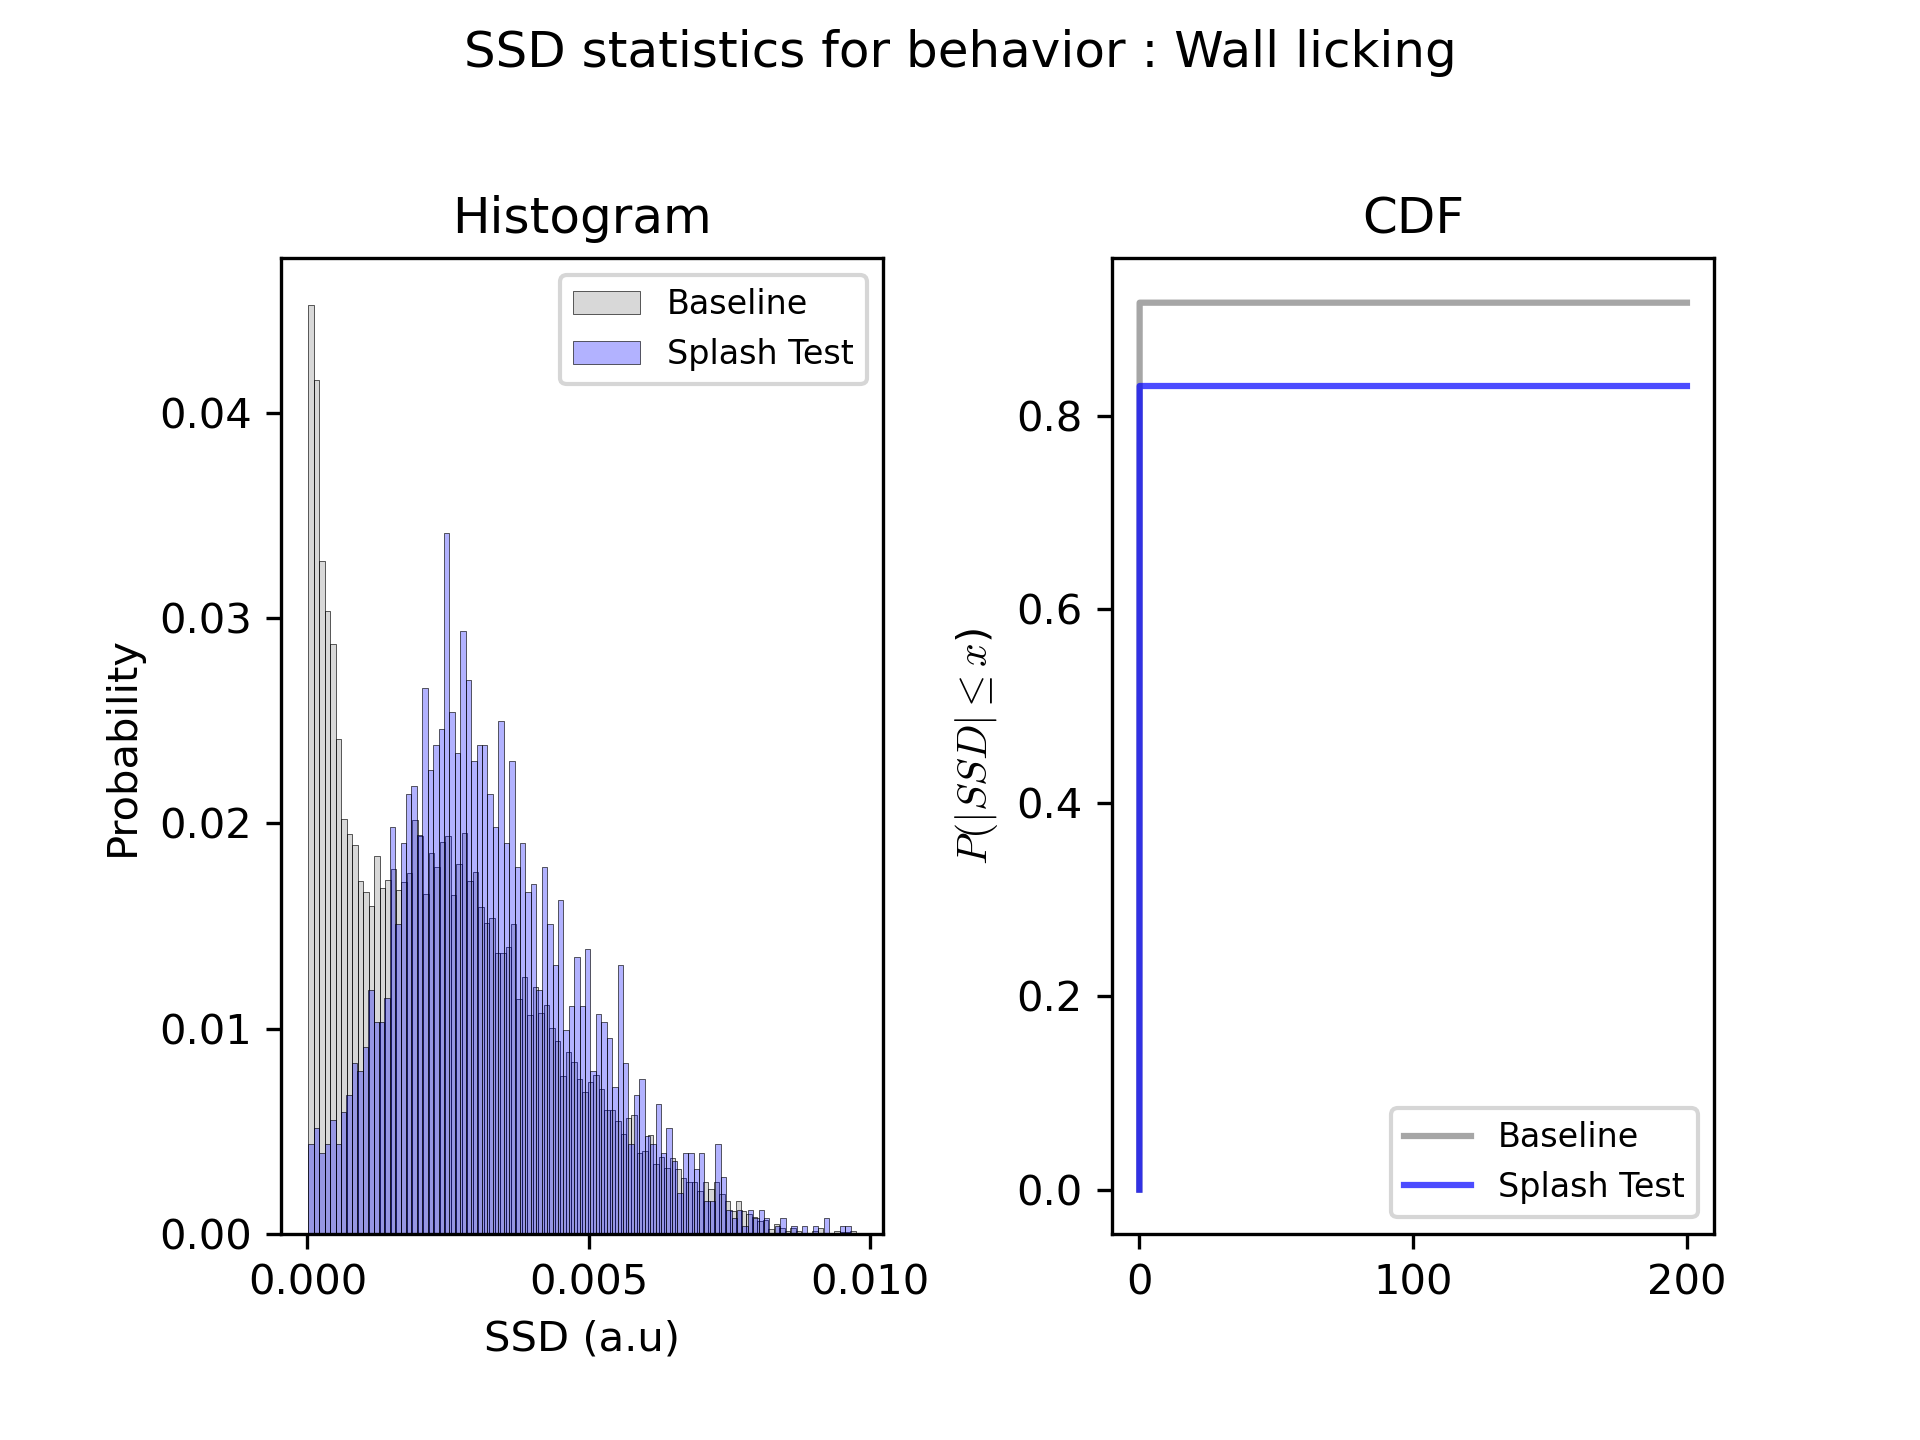 SSD statistics for behavior : Wall licking
Histogram
Baseline
Splash Test
Probability
0.04
0.03
0.02
0.01
0.00
0.000 0.005 0.010
SSD (a.u)
CDF
P(|SSD| ≤ x)
0.8
0.6
0.4
0.2
0.0
Baseline
Splash Test
0 100 200